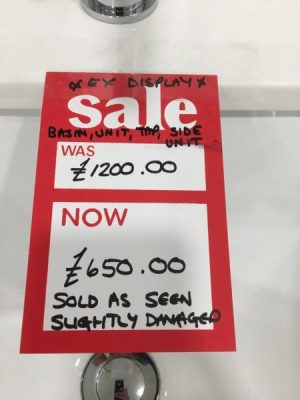 *EX DISPLAY*
sale
BASIN, UNIT, TAP, SIDE
UNIT
WAS
£1200.00
NOW
£650.00
SOLD AS SEEN
SLIGHTLY DAMAGED